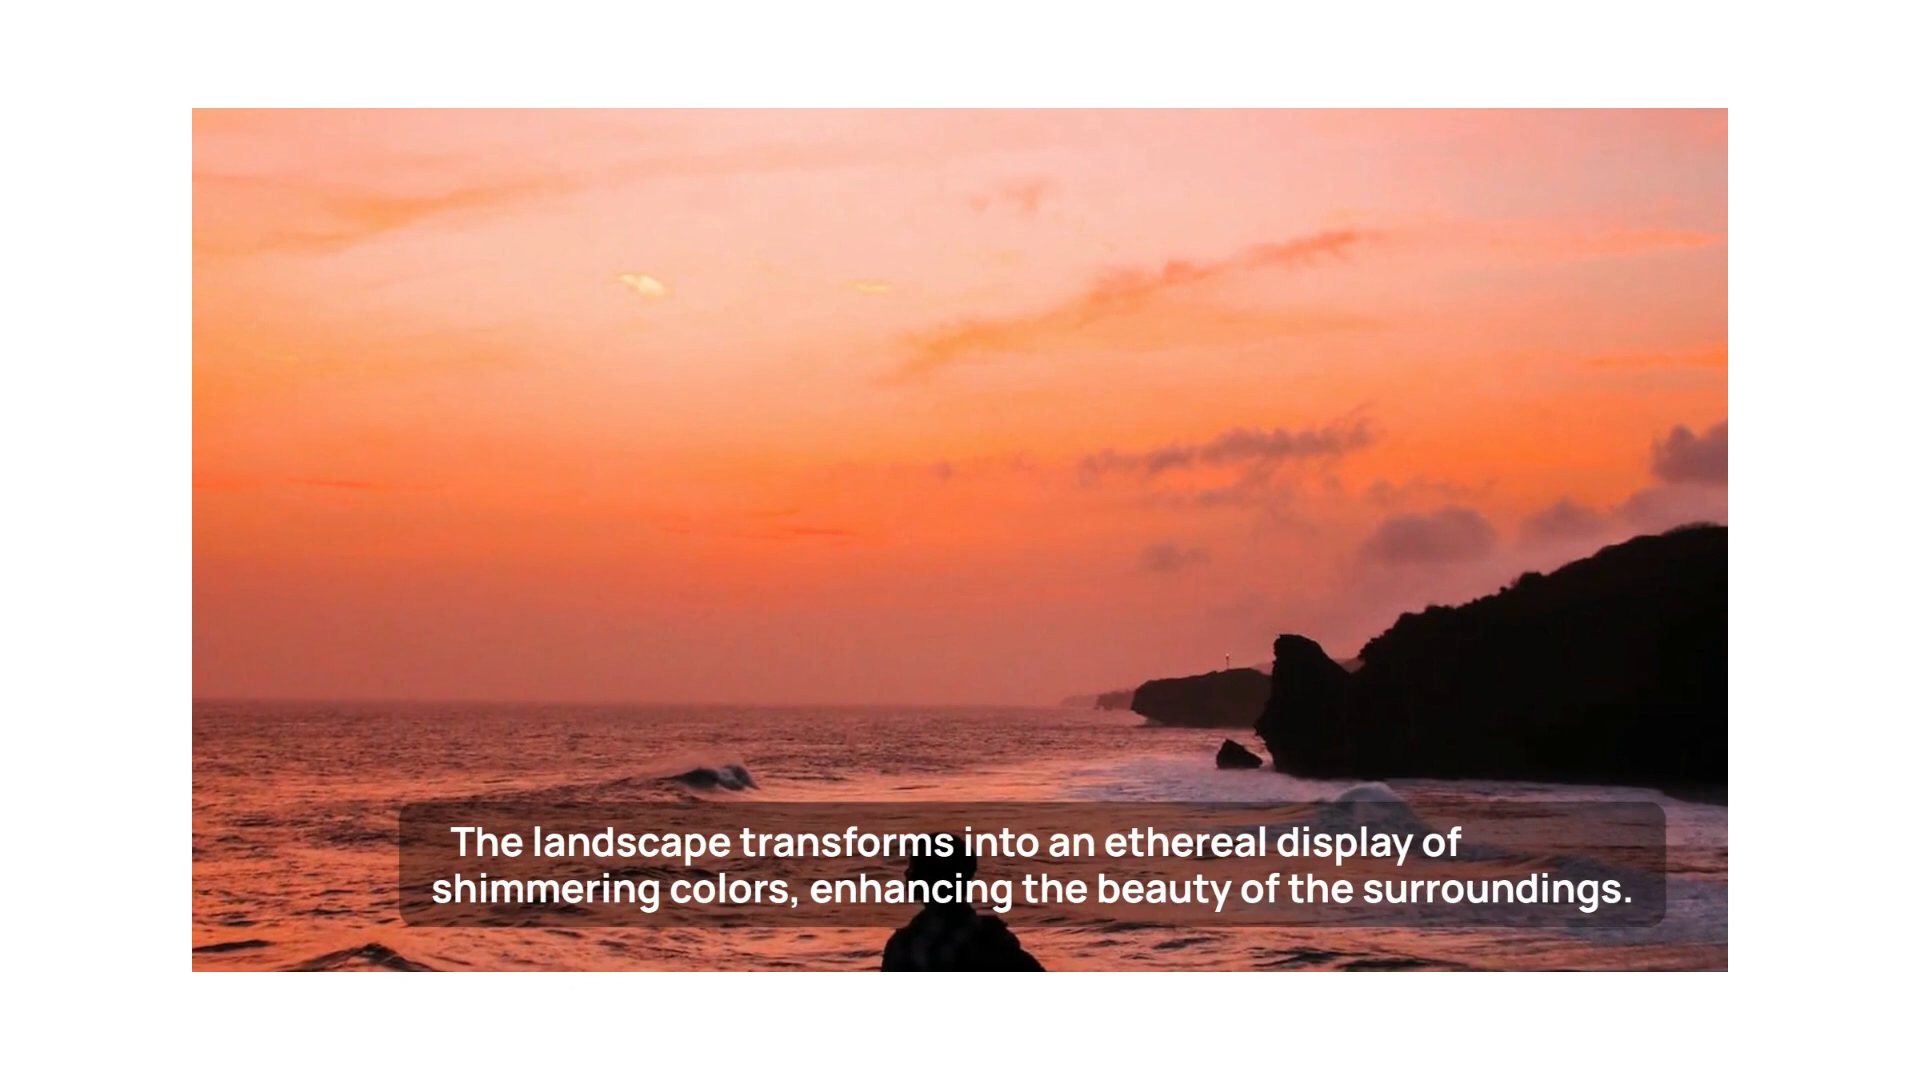 The landscape transforms into an ethereal display of
shimmering colors, enhancing the beauty of the surroundings.